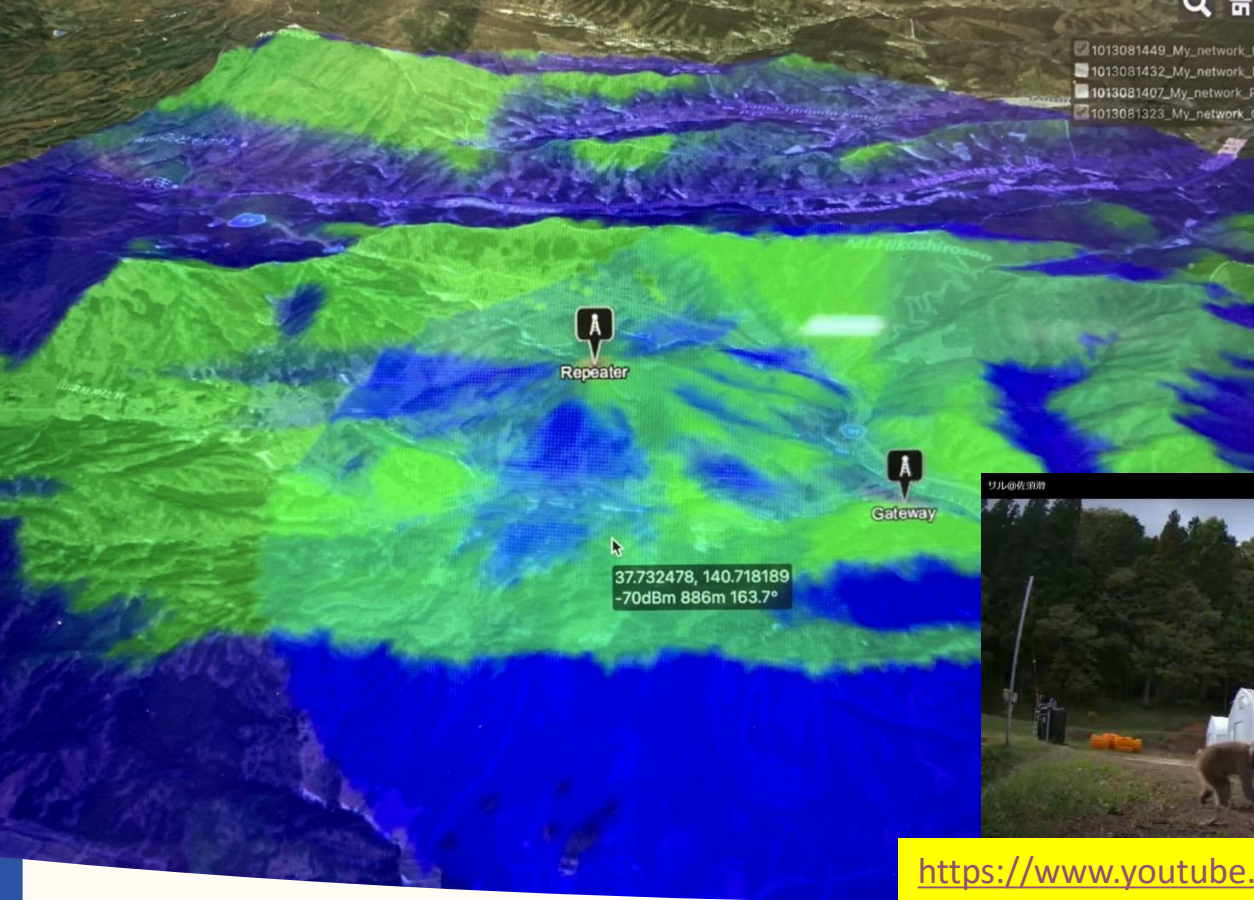 1013081449_My_network_
1013081432_My_network_
1013081407_My_network_
1013081323_My_network_
Mt.Hikoshirosan
Repeater
Gateway
37.732478, 140.718189
-70dBm 886m 163.7°
サル@佐須滑
https://www.youtube.